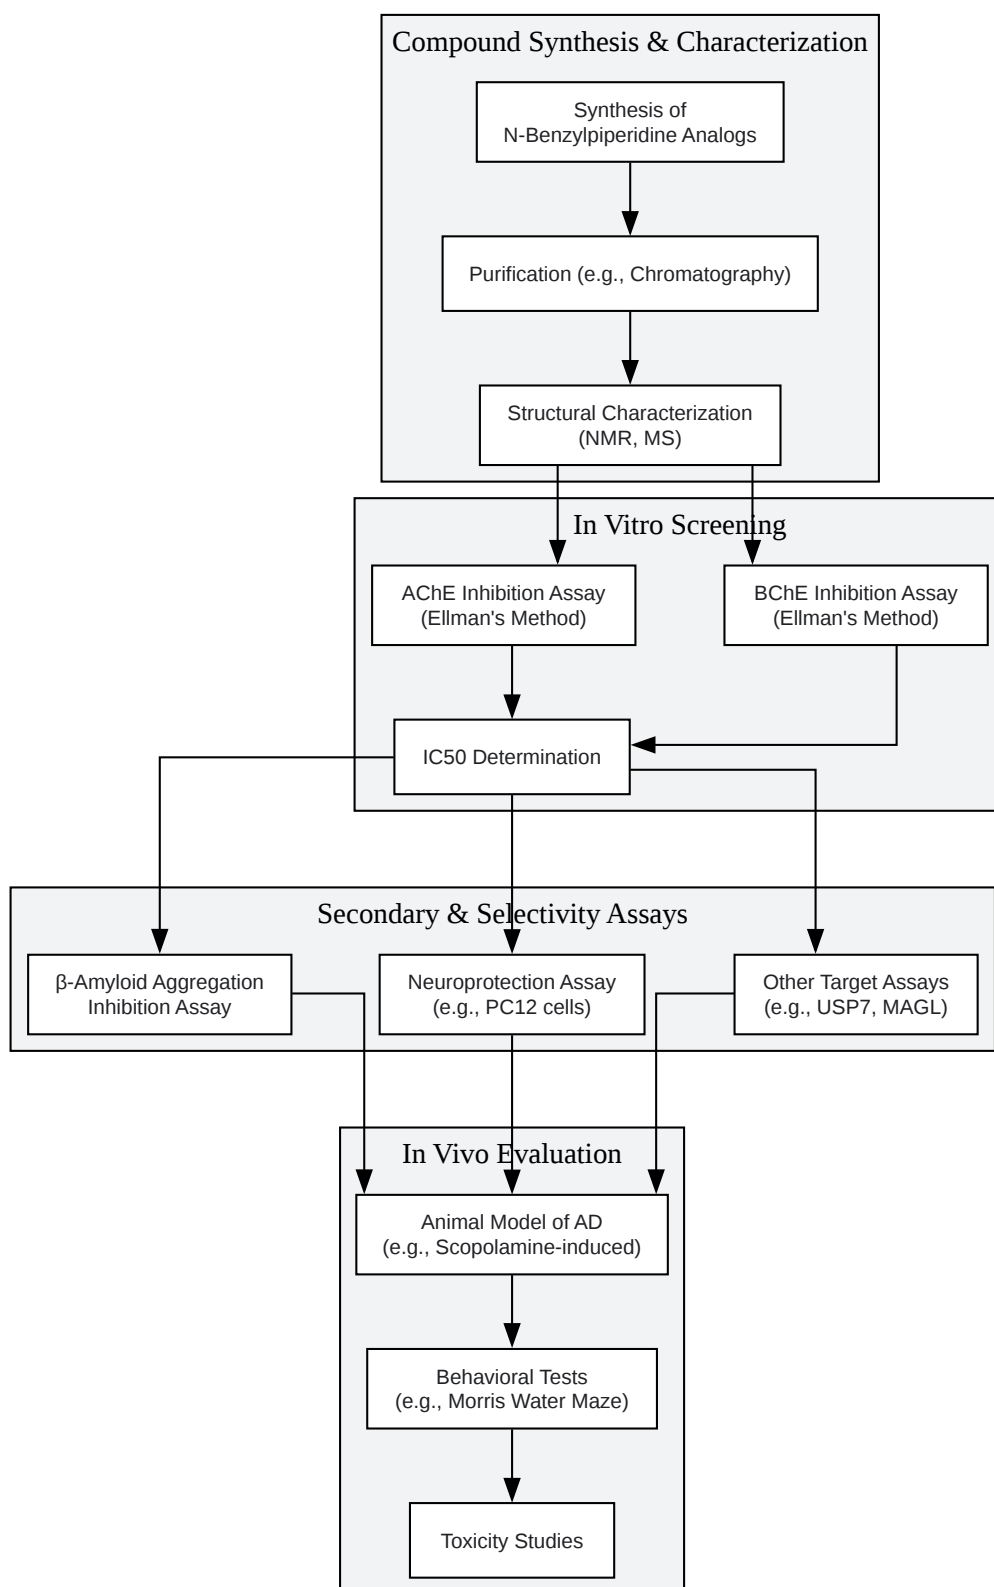 Compound Synthesis & Characterization
Synthesis of
N-Benzylpiperidine Analogs
Purification (e.g., Chromatography)
Structural Characterization
(NMR, MS)
In Vitro Screening
AChE Inhibition Assay
(Ellman's Method)
BChE Inhibition Assay
(Ellman's Method)
IC50 Determination
Secondary & Selectivity Assays
β-Amyloid Aggregation
Inhibition Assay
Neuroprotection Assay
(e.g., PC12 cells)
Other Target Assays
(e.g., USP7, MAGL)
In Vivo Evaluation
Animal Model of AD
(e.g., Scopolamine-induced)
Behavioral Tests
(e.g., Morris Water Maze)
Toxicity Studies